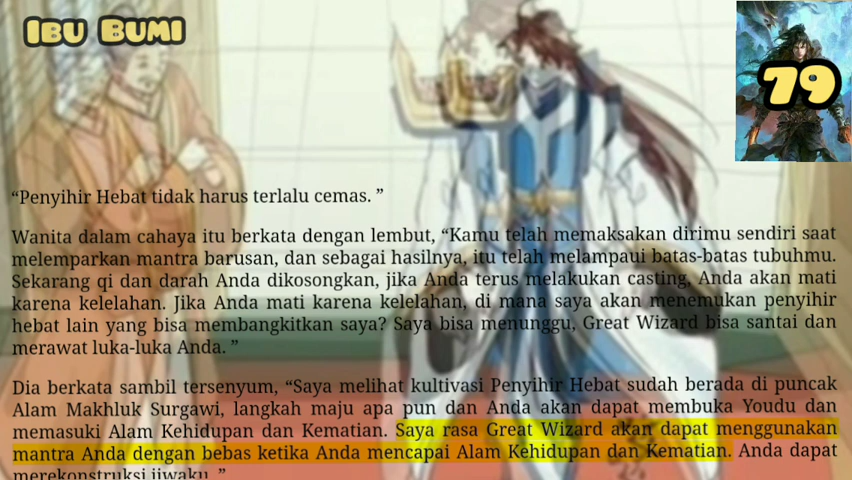 Ibu Bumi
79
“Penyihir Hebat tidak harus terlalu cemas. ”
Wanita dalam cahaya itu berkata dengan lembut, “Kamu telah memaksakan dirimu sendiri saat
melemparkan mantra barusan, dan sebagai hasilnya, itu telah melampaui batas-batas tubuhmu.
Sekarang qi dan darah Anda dikosongkan, jika Anda terus melakukan casting, Anda akan mati
karena kelelahan. Jika Anda mati karena kelelahan, di mana saya akan menemukan penyihir
hebat lain yang bisa membangkitkan saya? Saya bisa menunggu, Great Wizard bisa santai dan
merawat luka-luka Anda. ”
Dia berkata sambil tersenyum, “Saya melihat kultivasi Penyihir Hebat sudah berada di puncak
Alam Makhluk Surgawi, langkah maju apa pun dan Anda akan dapat membuka Youdu dan
memasuki Alam Kehidupan dan Kematian. Saya rasa Great Wizard akan dapat menggunakan
mantra Anda dengan bebas ketika Anda mencapai Alam Kehidupan dan Kematian. Anda dapat
merekonstruksi jiwaku. ”